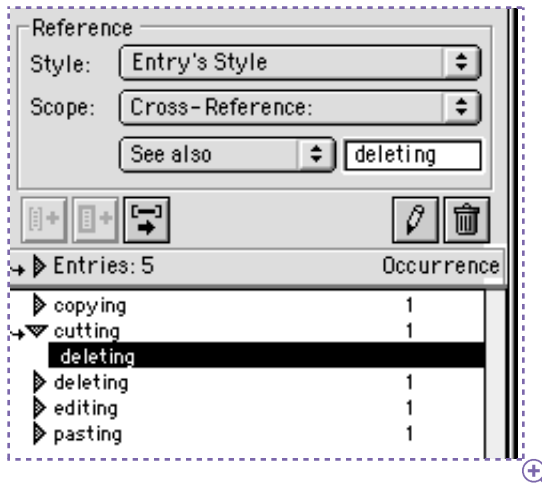 Reference
Style: Entry's Style
Scope: Cross-Reference:
See also deleting
Entries: 5 Occurrence
copying 1
cutting 1
deleting
deleting 1
editing 1
pasting 1